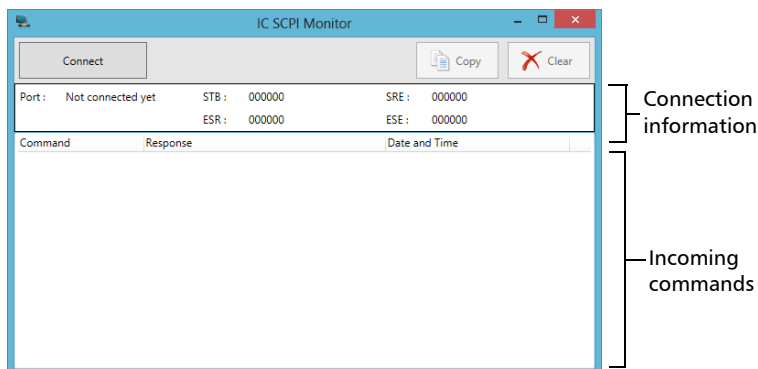 IC SCPI Monitor
Connect
Copy
Clear
Port : Not connected yet STB : 000000 SRE : 000000
ESR : 000000 ESE : 000000
Connection
information
Command Response Date and Time
Incoming
commands